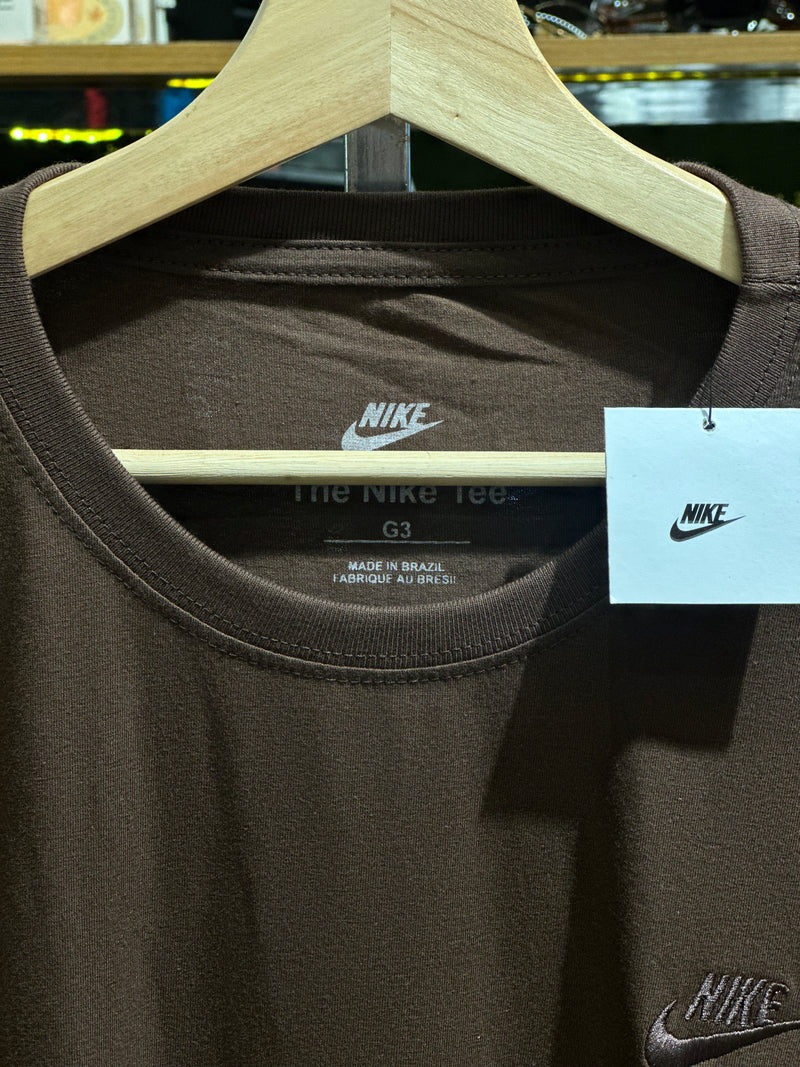 NIKE
The Nike Tee
G3
MADE IN BRAZIL
FABRIQUE AU BRESIL
NIKE
NIKE